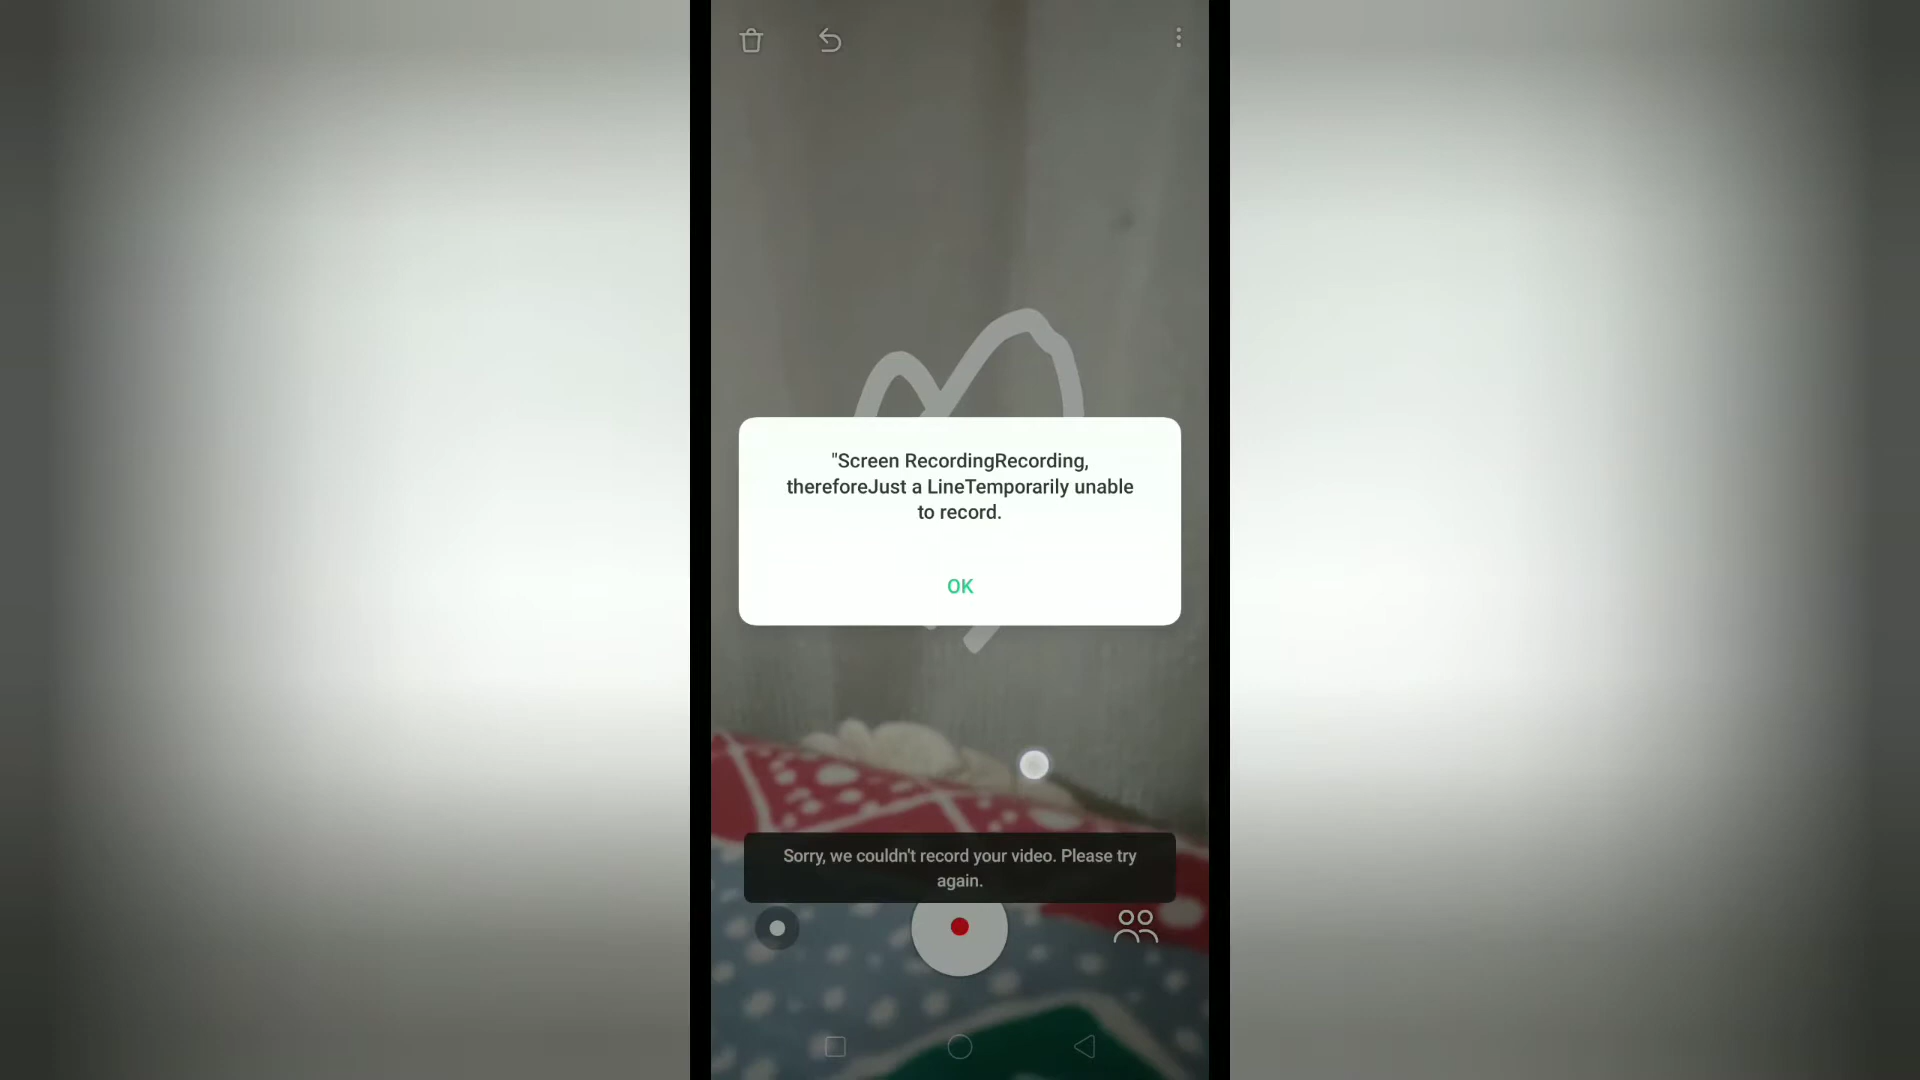 "Screen RecordingRecording,
thereforeJust a LineTemporarily unable
to record.
OK
Sorry, we couldn't record your video. Please try
again.